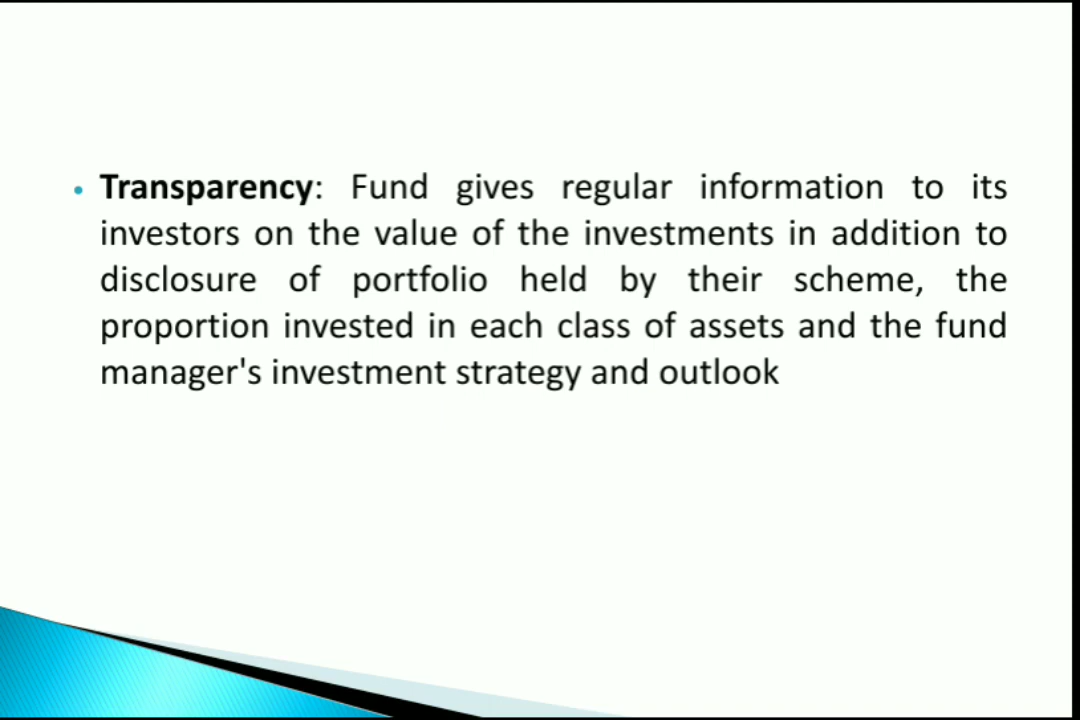 • Transparency: Fund gives regular information to its
investors on the value of the investments in addition to
disclosure of portfolio held by their scheme, the
proportion invested in each class of assets and the fund
manager's investment strategy and outlook